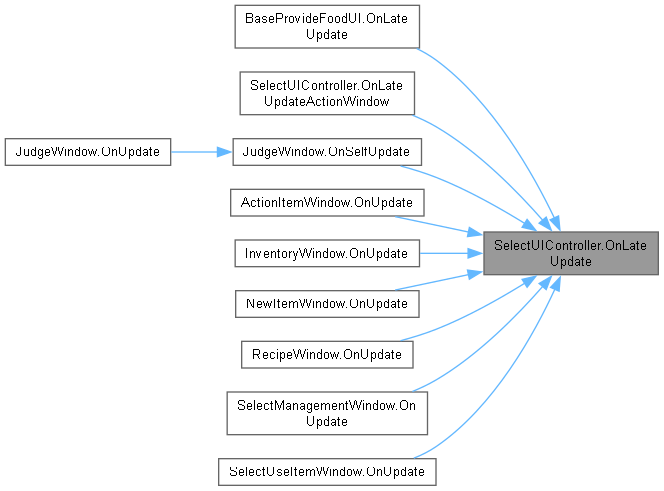 BaseProvideFoodUI.OnLate
Update
SelectUIController.OnLate
UpdateActionWindow
JudgeWindow.OnUpdate
JudgeWindow.OnSelfUpdate
ActionItemWindow.OnUpdate
SelectUIController.OnLate
Update
InventoryWindow.OnUpdate
NewItemWindow.OnUpdate
RecipeWindow.OnUpdate
SelectManagementWindow.On
Update
SelectUseItemWindow.OnUpdate